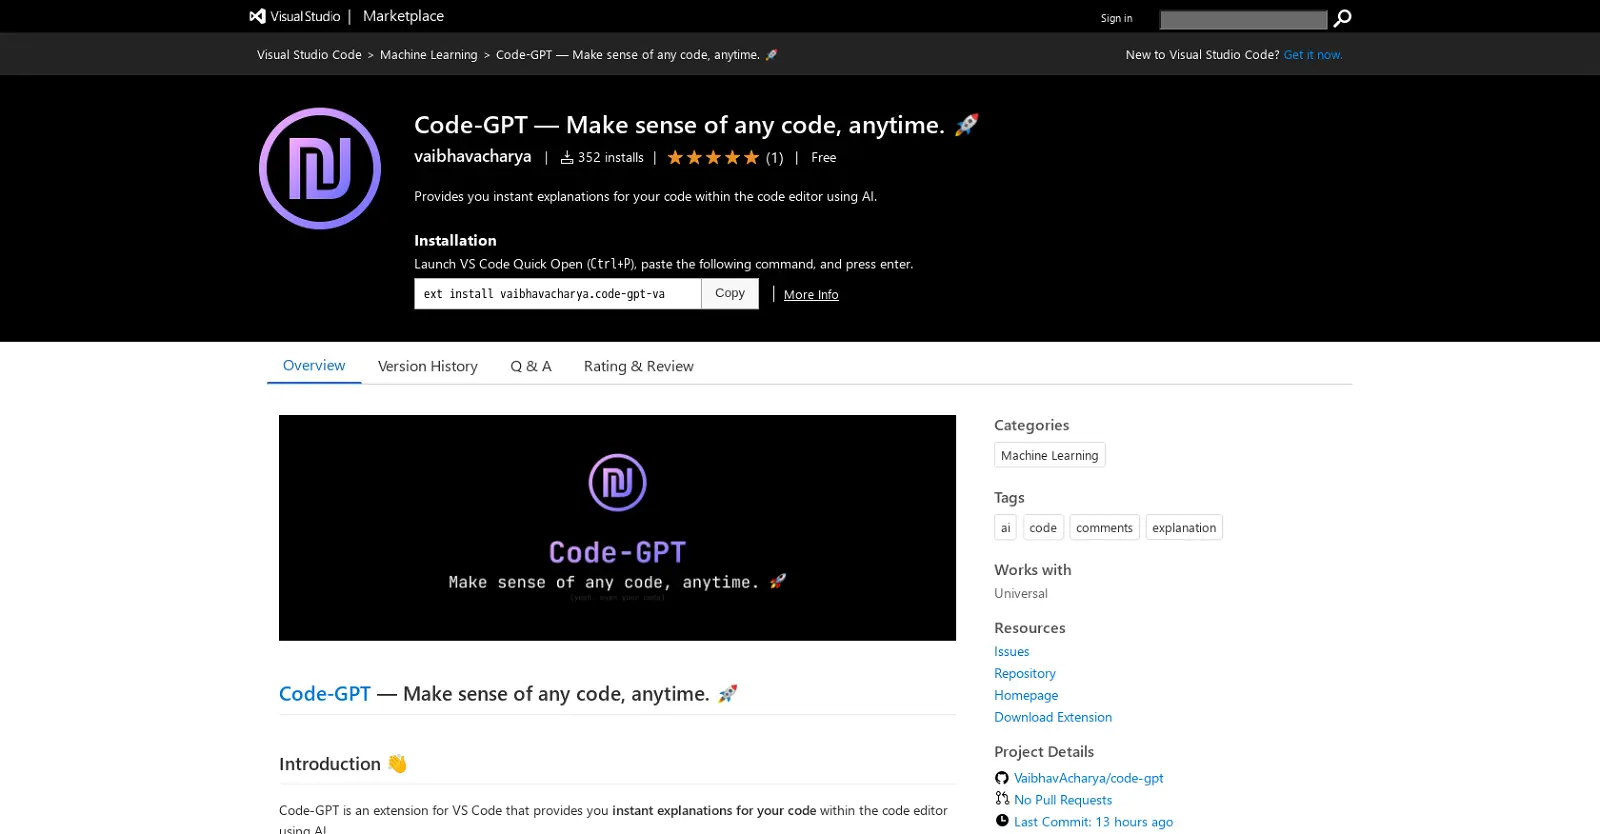 Visual Studio | Marketplace
Sign in
Visual Studio Code > Machine Learning > Code-GPT — Make sense of any code, anytime. 🚀
New to Visual Studio Code? Get it now.
Code-GPT — Make sense of any code, anytime. 🚀
vaibhavacharya | 352 installs | (1) | Free
Provides you instant explanations for your code within the code editor using AI.
Installation
Launch VS Code Quick Open (Ctrl+P), paste the following command, and press enter.
ext install vaibhavacharya.code-gpt-va
Copy
| More Info
Overview
Version History
Q & A
Rating & Review
Code-GPT
Make sense of any code, anytime. 🚀
(yeah, even your code)
Code-GPT — Make sense of any code, anytime. 🚀
Introduction 👋
Code-GPT is an extension for VS Code that provides you instant explanations for your code within the code editor
using AI.
Categories
Machine Learning
Tags
ai
code
comments
explanation
Works with
Universal
Resources
Issues
Repository
Homepage
Download Extension
Project Details
VaibhavAcharya/code-gpt
No Pull Requests
Last Commit: 13 hours ago